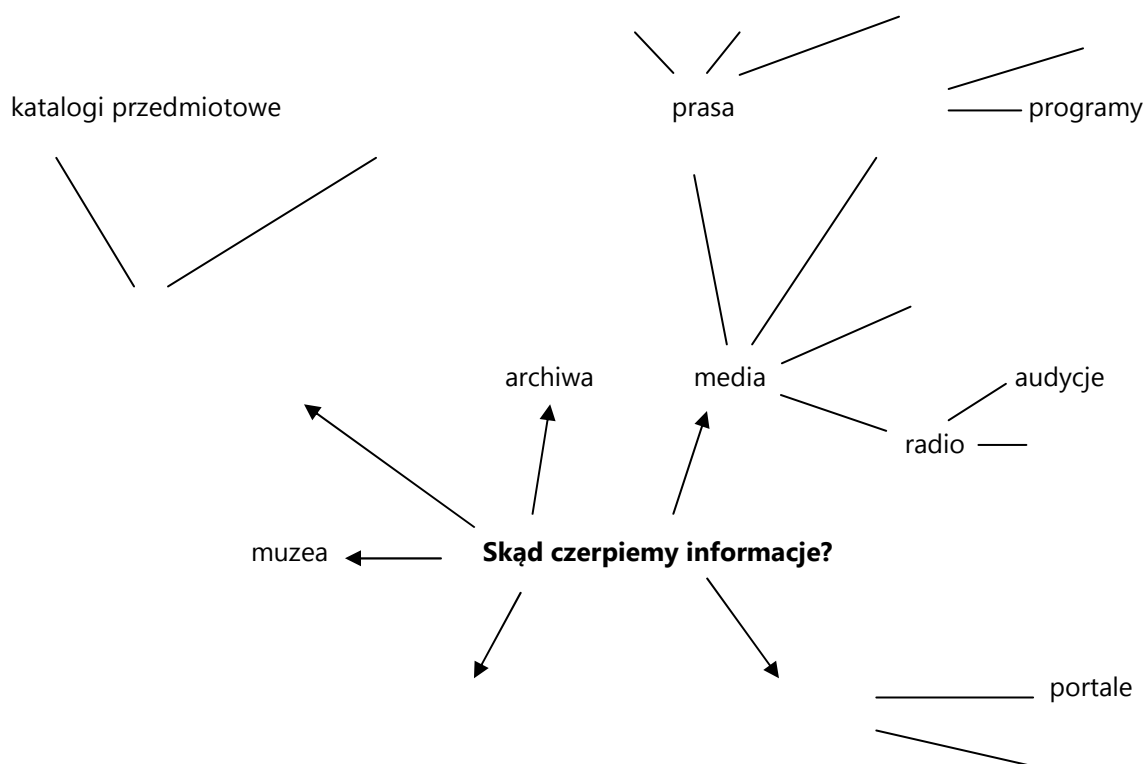 katalogi przedmiotowe
prasa
programy
archiwa
media
audycje
radio
muzea
Skąd czerpiemy informacje?
portale